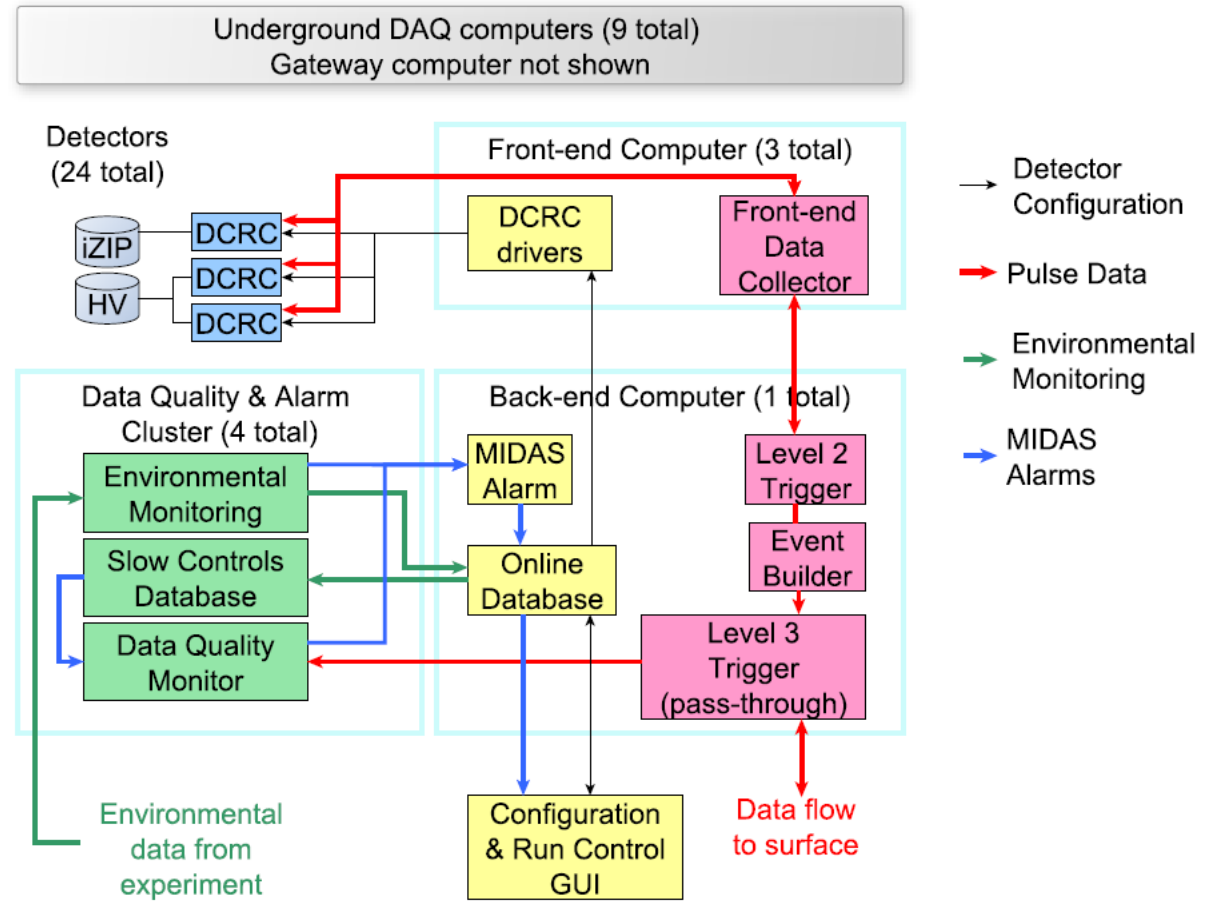 Underground DAQ computers (9 total)
Gateway computer not shown
Detectors
(24 total)
iZIP
HV
DCRC
DCRC
DCRC
Front-end Computer (3 total)
DCRC
drivers
Front-end
Data
Collector
Detector
Configuration
Pulse Data
Environmental
Monitoring
MIDAS
Alarms
Data Quality & Alarm
Cluster (4 total)
Environmental
Monitoring
Slow Controls
Database
Data Quality
Monitor
Back-end Computer (1 total)
MIDAS
Alarm
Online
Database
Level 2
Trigger
Event
Builder
Level 3
Trigger
(pass-through)
Environmental
data from
experiment
Configuration
& Run Control
GUI
Data flow
to surface